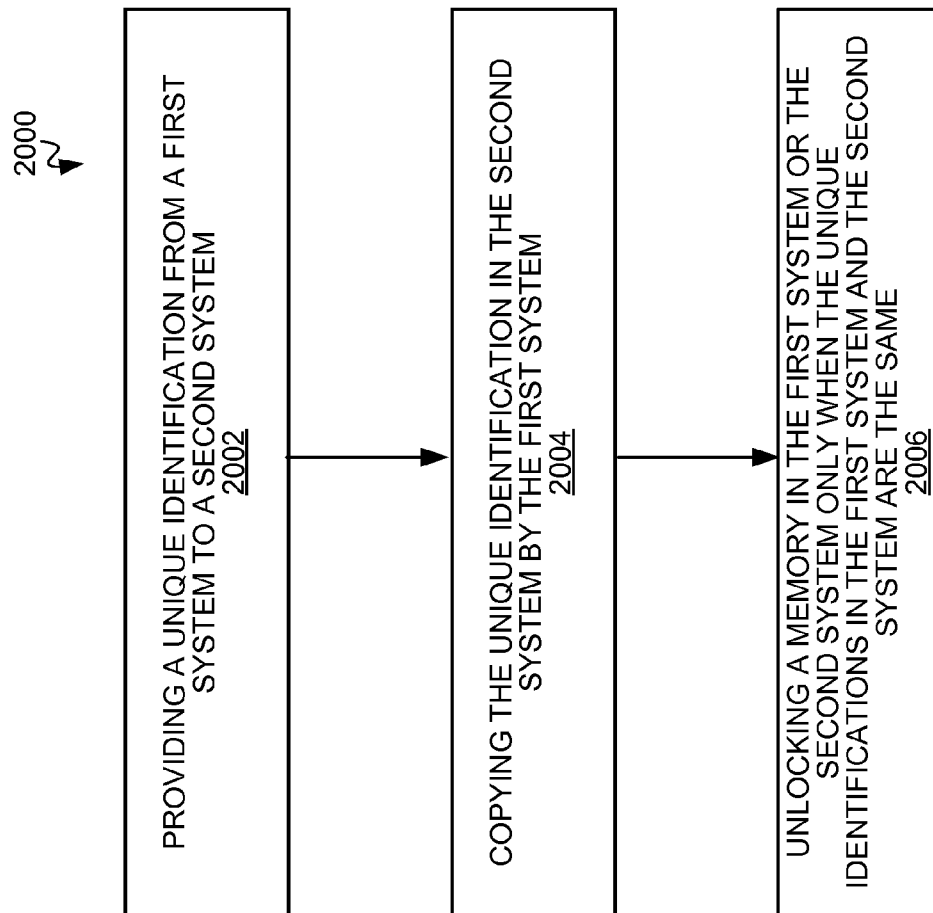 2000
PROVIDING A UNIQUE IDENTIFICATION FROM A FIRST
SYSTEM TO A SECOND SYSTEM
2002
COPYING THE UNIQUE IDENTIFICATION IN THE SECOND
SYSTEM BY THE FIRST SYSTEM
2004
UNLOCKING A MEMORY IN THE FIRST SYSTEM OR THE
SECOND SYSTEM ONLY WHEN THE UNIQUE
IDENTIFICATIONS IN THE FIRST SYSTEM AND THE SECOND
SYSTEM ARE THE SAME
2006